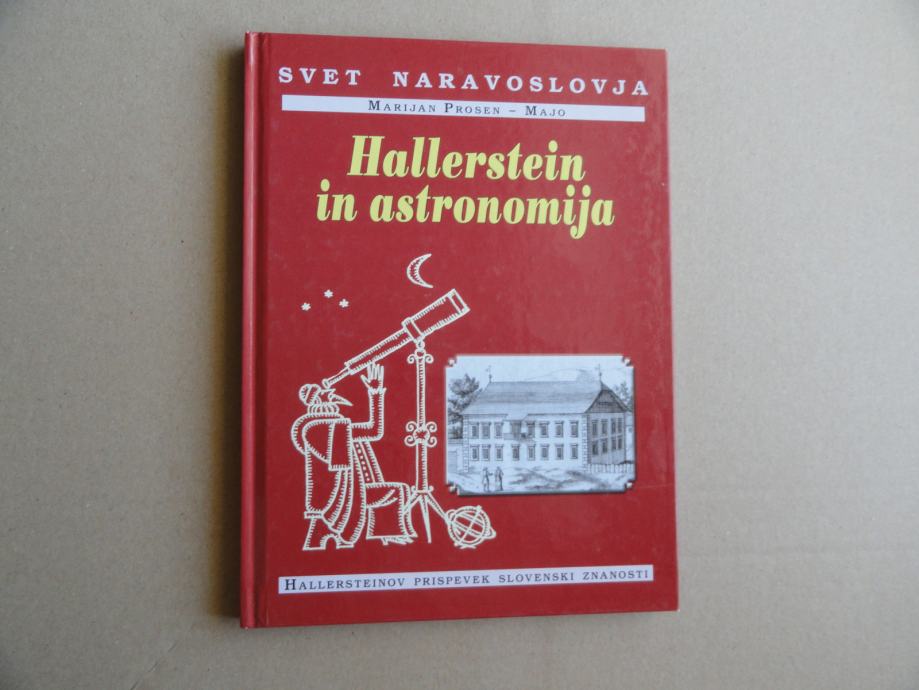 SVET NARAVOSLOVJA
MARIJAN PROSEN – MAJO
Hallerstein
in astronomija
HALLERSTEINOV PRISPEVEK SLOVENSKI ZNANOSTI